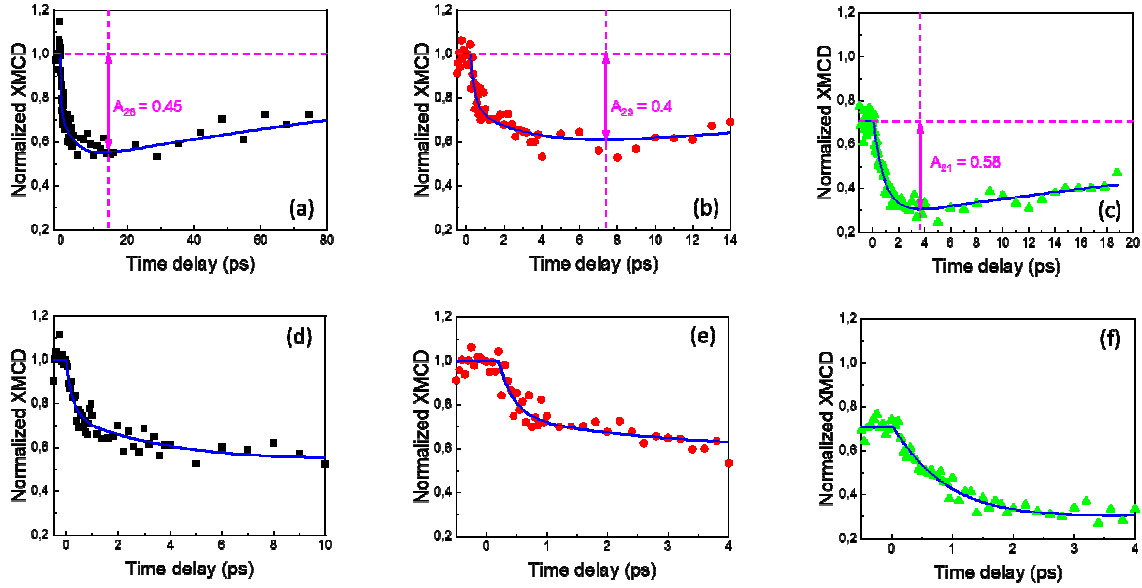 1,2
1,0
0,8
0,6
0,4
0,2
Normalized XMCD
A26 = 0.45
(a)
0 20 40 60 80
Time delay (ps)
1,2
1,0
0,8
0,6
0,4
0,2
Normalized XMCD
A23 = 0.4
(b)
0 2 4 6 8 10 12 14
Time delay (ps)
1,2
1,0
0,8
0,6
0,4
0,2
Normalized XMCD
A21 = 0.58
(c)
0 2 4 6 8 10 12 14 16 18 20
Time delay (ps)
1,2
1,0
0,8
0,6
0,4
0,2
Normalized XMCD
(d)
0 2 4 6 8 10
Time delay (ps)
1,2
1,0
0,8
0,6
0,4
0,2
Normalized XMCD
(e)
0 1 2 3 4
Time delay (ps)
1,2
1,0
0,8
0,6
0,4
0,2
Normalized XMCD
(f)
0 1 2 3 4
Time delay (ps)